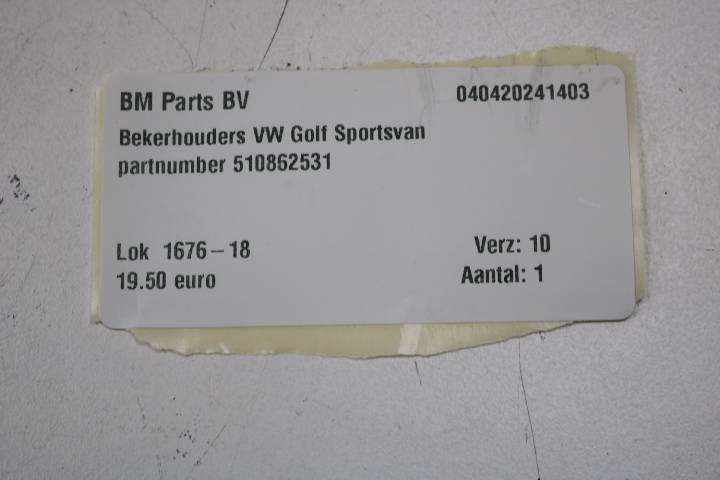 BM Parts BV 040420241403
Bekerhouders VW Golf Sportsvan
partnumber 510862531
Lok 1676-18 Verz: 10
19.50 euro Aantal: 1